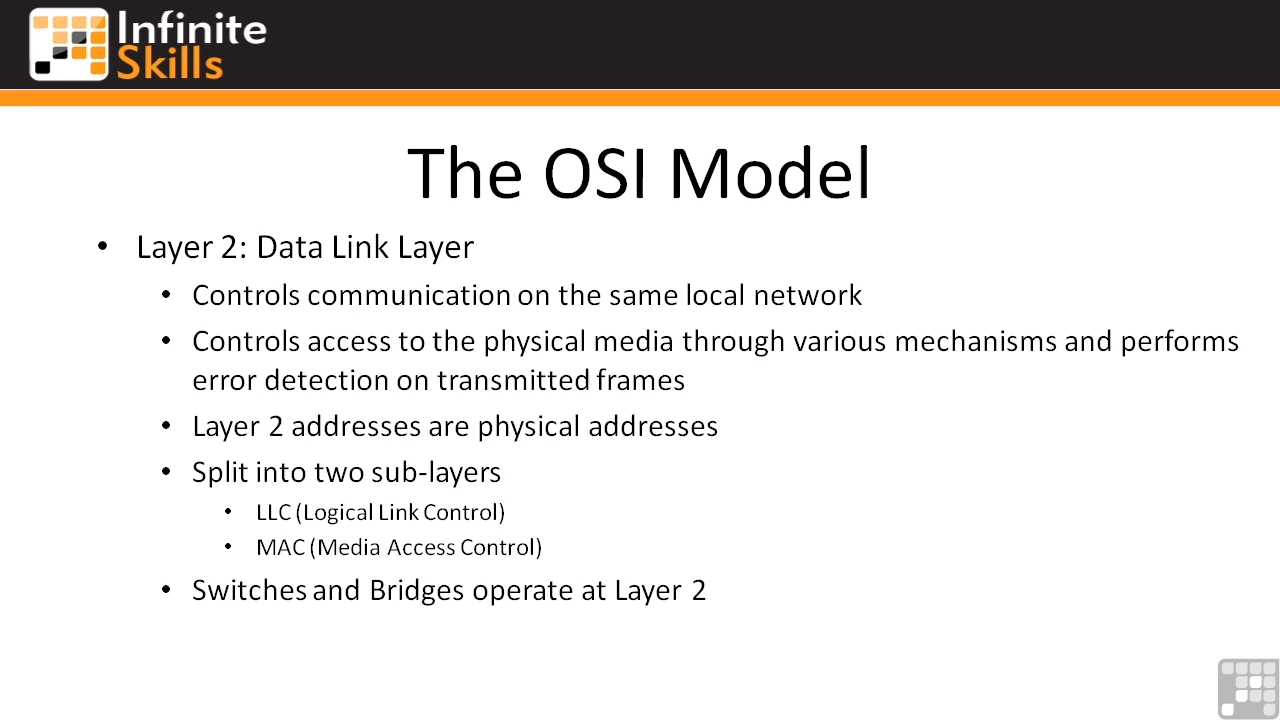 Infinite
Skills
The OSI Model
• Layer 2: Data Link Layer
• Controls communication on the same local network
• Controls access to the physical media through various mechanisms and performs
error detection on transmitted frames
• Layer 2 addresses are physical addresses
• Split into two sub-layers
• LLC (Logical Link Control)
• MAC (Media Access Control)
• Switches and Bridges operate at Layer 2